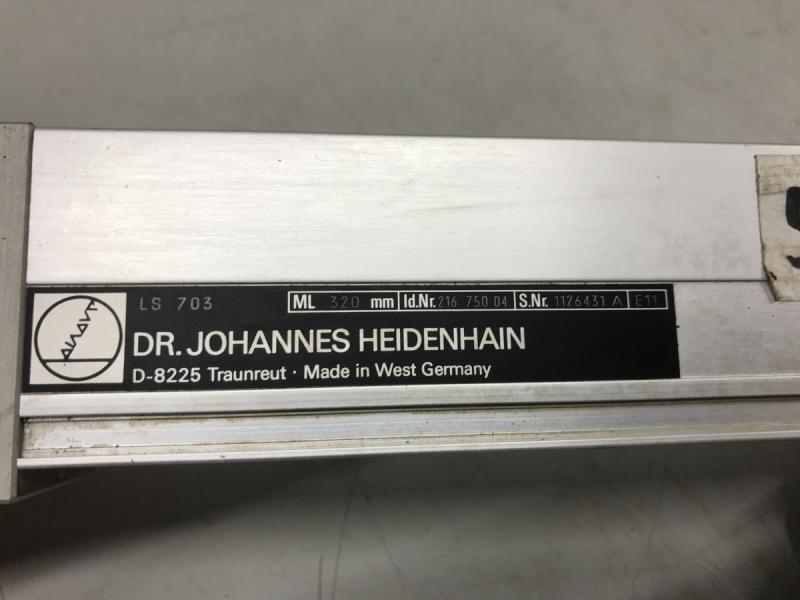 LS 703
ML 320 mm Id.Nr. 216 750 04 S.Nr. 1126431 A E11
DR. JOHANNES HEIDENHAIN
D-8225 Traunreut · Made in West Germany